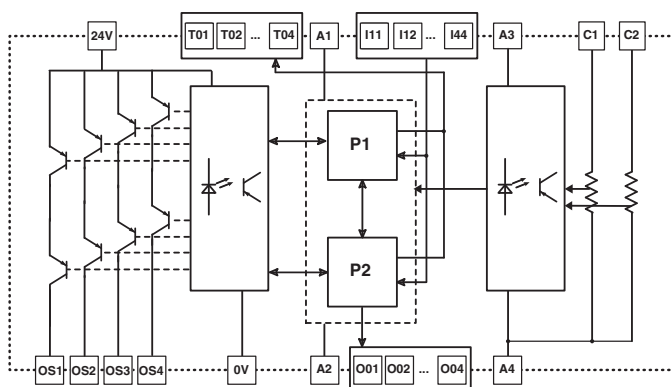 24V T01 T02 ... T04 A1 I11 I12 ... I44 A3 C1 C2
P1
P2
OS1 OS2 OS3 OS4 0V A2 O01 O02 ... O04 A4